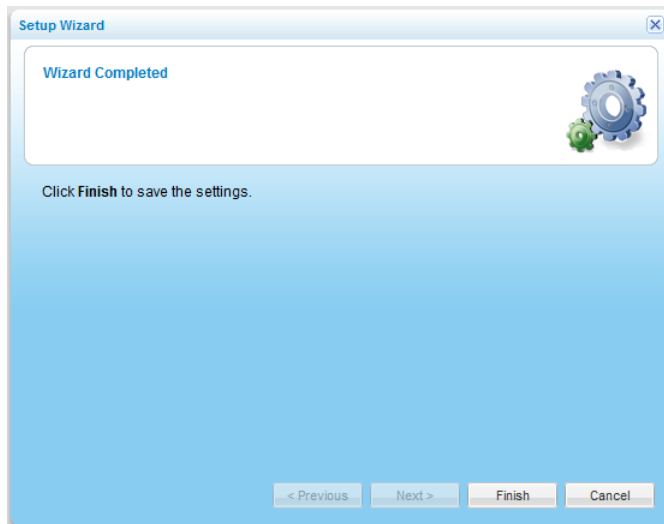 Setup Wizard
Wizard Completed
Click Finish to save the settings.
< Previous Next > Finish Cancel